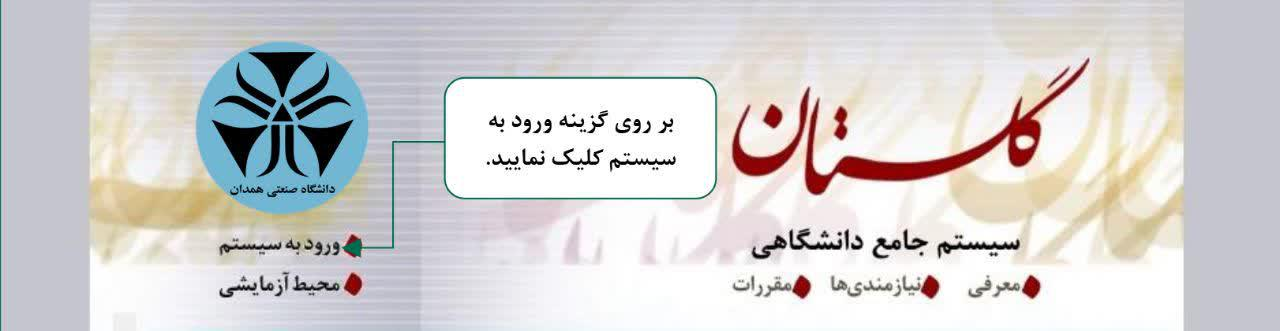 گلستان
سیستم جامع دانشگاهی
معرفی نیازمندی‌ها مقررات
بر روی گزینه ورود به
سیستم کلیک نمایید.
دانشگاه صنعتی همدان
ورود به سیستم
محیط آزمایشی